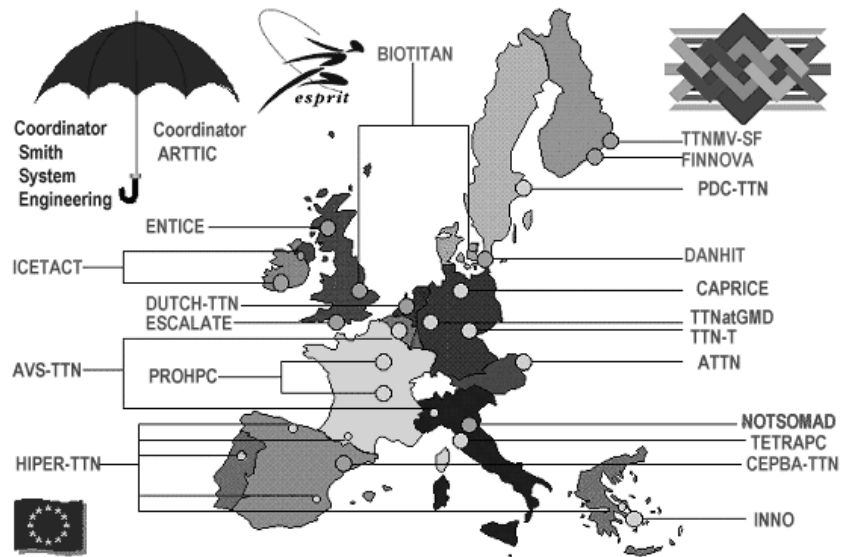 BIOTITAN
esprit
Coordinator
Smith
System
Engineering
Coordinator
ARTTIC
TTNMV-SF
FINNOVA
PDC-TTN
ENTICE
ICETACT
DANHIT
CAPRICE
DUTCH-TTN
ESCALATE
TTNatGMD
TTN-T
AVS-TTN
PROHPC
ATTN
NOTSOMAD
TETRAPC
HIPER-TTN
CEPBA-TTN
INNO